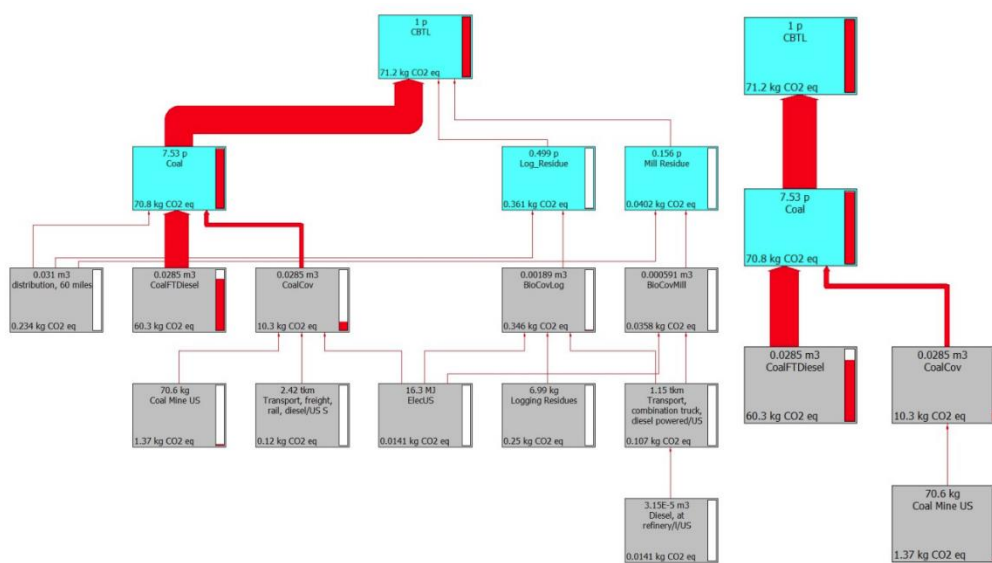 1 p
CBTL
71.2 kg CO2 eq
7.53 p
Coal
70.8 kg CO2 eq
0.499 p
Log_Residue
0.361 kg CO2 eq
0.156 p
Mill Residue
0.0402 kg CO2 eq
0.031 m3
distribution, 60 miles
0.234 kg CO2 eq
0.0285 m3
CoalFTDiesel
60.3 kg CO2 eq
0.0285 m3
CoalCov
10.3 kg CO2 eq
0.00189 m3
BioCovLog
0.346 kg CO2 eq
0.000591 m3
BioCovMill
0.0358 kg CO2 eq
70.6 kg
Coal Mine US
1.37 kg CO2 eq
2.42 tkm
Transport, freight,
rail, diesel/US S
0.12 kg CO2 eq
16.3 MJ
ElecUS
0.0141 kg CO2 eq
6.99 kg
Logging Residues
0.25 kg CO2 eq
1.15 tkm
Transport,
combination truck,
diesel powered/US
0.107 kg CO2 eq
3.15E-5 m3
Diesel, at
refinery/l/US
0.0141 kg CO2 eq
1 p
CBTL
71.2 kg CO2 eq
7.53 p
Coal
70.8 kg CO2 eq
0.0285 m3
CoalFTDiesel
60.3 kg CO2 eq
0.0285 m3
CoalCov
10.3 kg CO2 eq
70.6 kg
Coal Mine US
1.37 kg CO2 eq